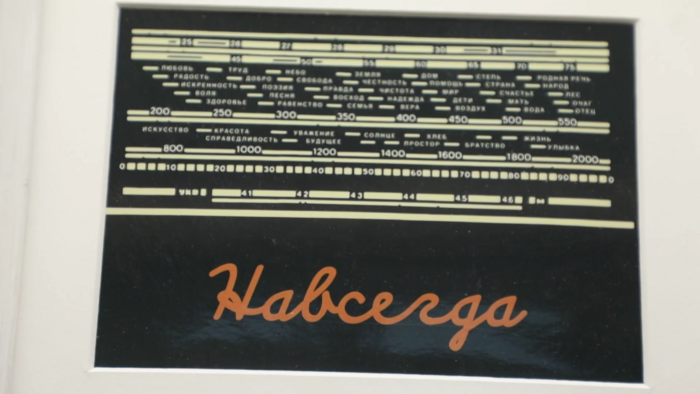 25 26 27 28 29 30 31
45 50 55 60 65 70 75
ЛЮБОВЬ ТРУД НЕБО ЗЕМЛЯ ДОМ СТЕПЬ РОДНАЯ РЕЧЬ
РАДОСТЬ ДОБРО СВОБОДА ЧЕСТНОСТЬ ПОМОЩЬ СТРАНА НАРОД
ИСКРЕННОСТЬ ПОЭЗИЯ ПРАВДА ЧИСТОТА МИР СЧАСТЬЕ ЛЕС
ВОЛЯ ПЕСНЯ ВОСХОД НАДЕЖДА ДЕТИ МАТЬ ОЧАГ
ЗДОРОВЬЕ РАВЕНСТВО СЕМЬЯ ВЕРА ВОЗДУХ ВОДА ОТЕЦ
200 250 300 350 400 450 500 550
ИСКУССТВО КРАСОТА УВАЖЕНИЕ СОЛНЦЕ ХЛЕБ ЖИЗНЬ
СПРАВЕДЛИВОСТЬ БУДУЩЕЕ ПРОСТОР БРАТСТВО УЛЫБКА
800 1000 1200 1400 1600 1800 2000
0 10 20 30 40 50 60 70 80 90 0
УКВ 41 42 43 44 45 46
Навсегда